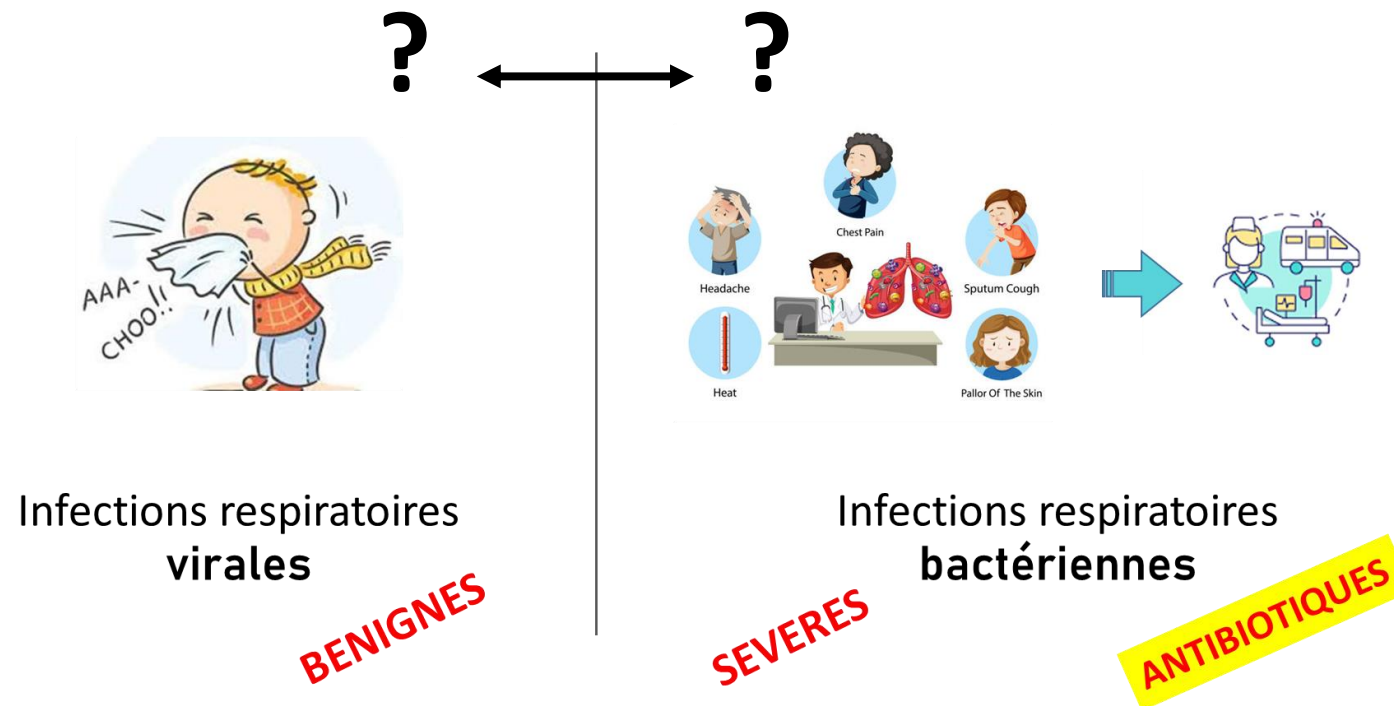 ? ?
AAA-
CHOO!!
Chest Pain
Headache
Sputum Cough
Heat
Pallor Of The Skin
Infections respiratoires
virales
BENIGNES
Infections respiratoires
bactériennes
SEVERES
ANTIBIOTIQUES